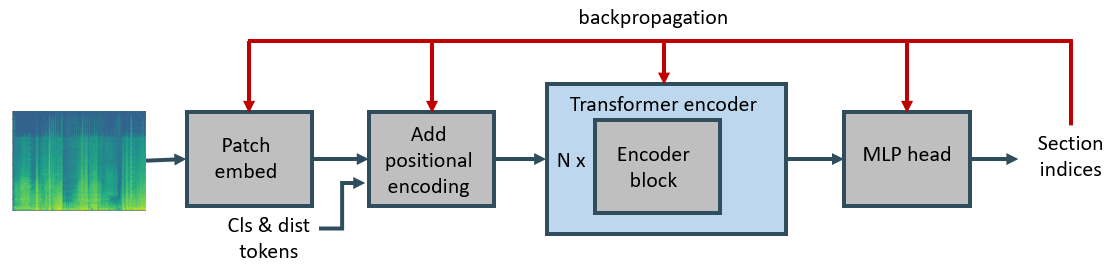 backpropagation
Patch
embed
Cls & dist
tokens
Add
positional
encoding
Transformer encoder
N x
Encoder
block
MLP head
Section
indices